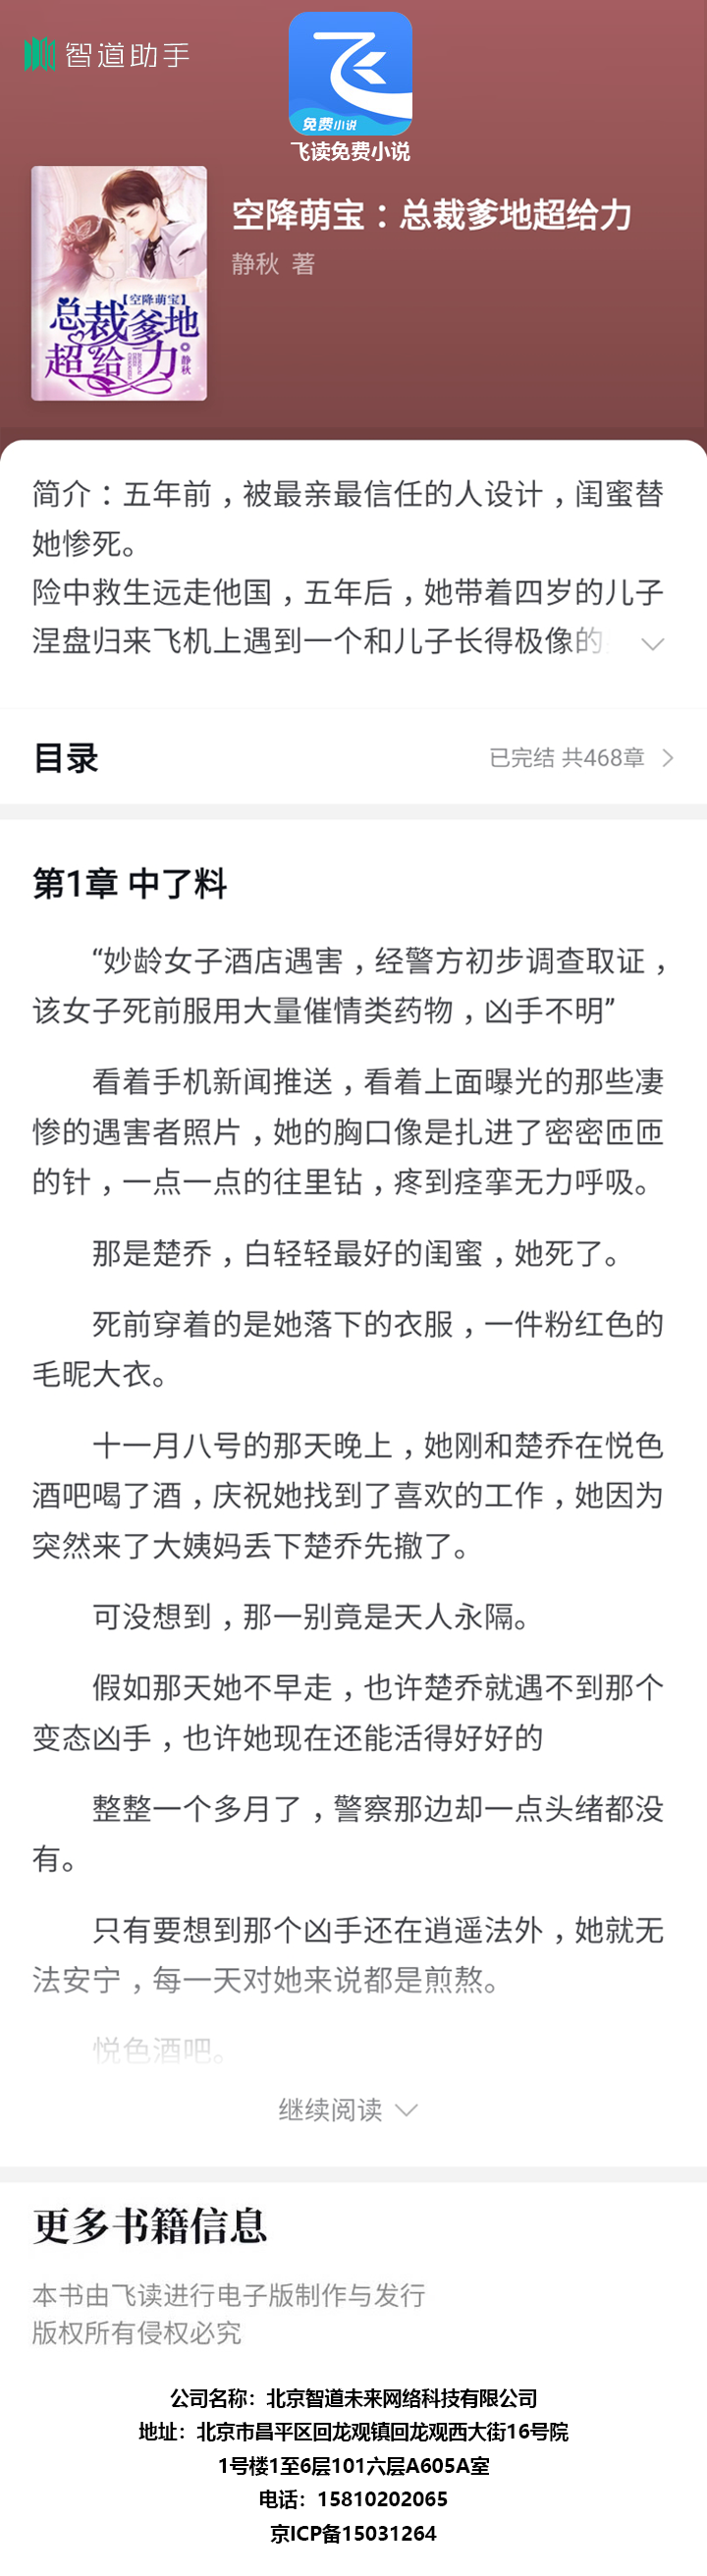 智道助手
免费小说
飞读免费小说
空降萌宝：总裁爹地超给力
静秋 著
【空降萌宝】
总裁爹地
超给力
静秋
简介：五年前，被最亲最信任的人设计，闺蜜替
她惨死。
险中救生远走他国，五年后，她带着四岁的儿子
涅盘归来飞机上遇到一个和儿子长得极像的
目录
已完结 共468章
第1章 中了料
“妙龄女子酒店遇害，经警方初步调查取证，
该女子死前服用大量催情类药物，凶手不明”
看着手机新闻推送，看着上面曝光的那些凄
惨的遇害者照片，她的胸口像是扎进了密密匝匝
的针，一点一点的往里钻，疼到痉挛无力呼吸。
那是楚乔，白轻轻最好的闺蜜，她死了。
死前穿着的是她落下的衣服，一件粉红色的
毛昵大衣。
十一月八号的那天晚上，她刚和楚乔在悦色
酒吧喝了酒，庆祝她找到了喜欢的工作，她因为
突然来了大姨妈丢下楚乔先撤了。
可没想到，那一别竟是天人永隔。
假如那天她不早走，也许楚乔就遇不到那个
变态凶手，也许她现在还能活得好好的
整整一个多月了，警察那边却一点头绪都没
有。
只有要想到那个凶手还在逍遥法外，她就无
法安宁，每一天对她来说都是煎熬。
悦色酒吧。
继续阅读
更多书籍信息
本书由飞读进行电子版制作与发行
版权所有侵权必究
公司名称：北京智道未来网络科技有限公司
地址：北京市昌平区回龙观镇回龙观西大街16号院
1号楼1至6层101六层A605A室
电话：15810202065
京ICP备15031264